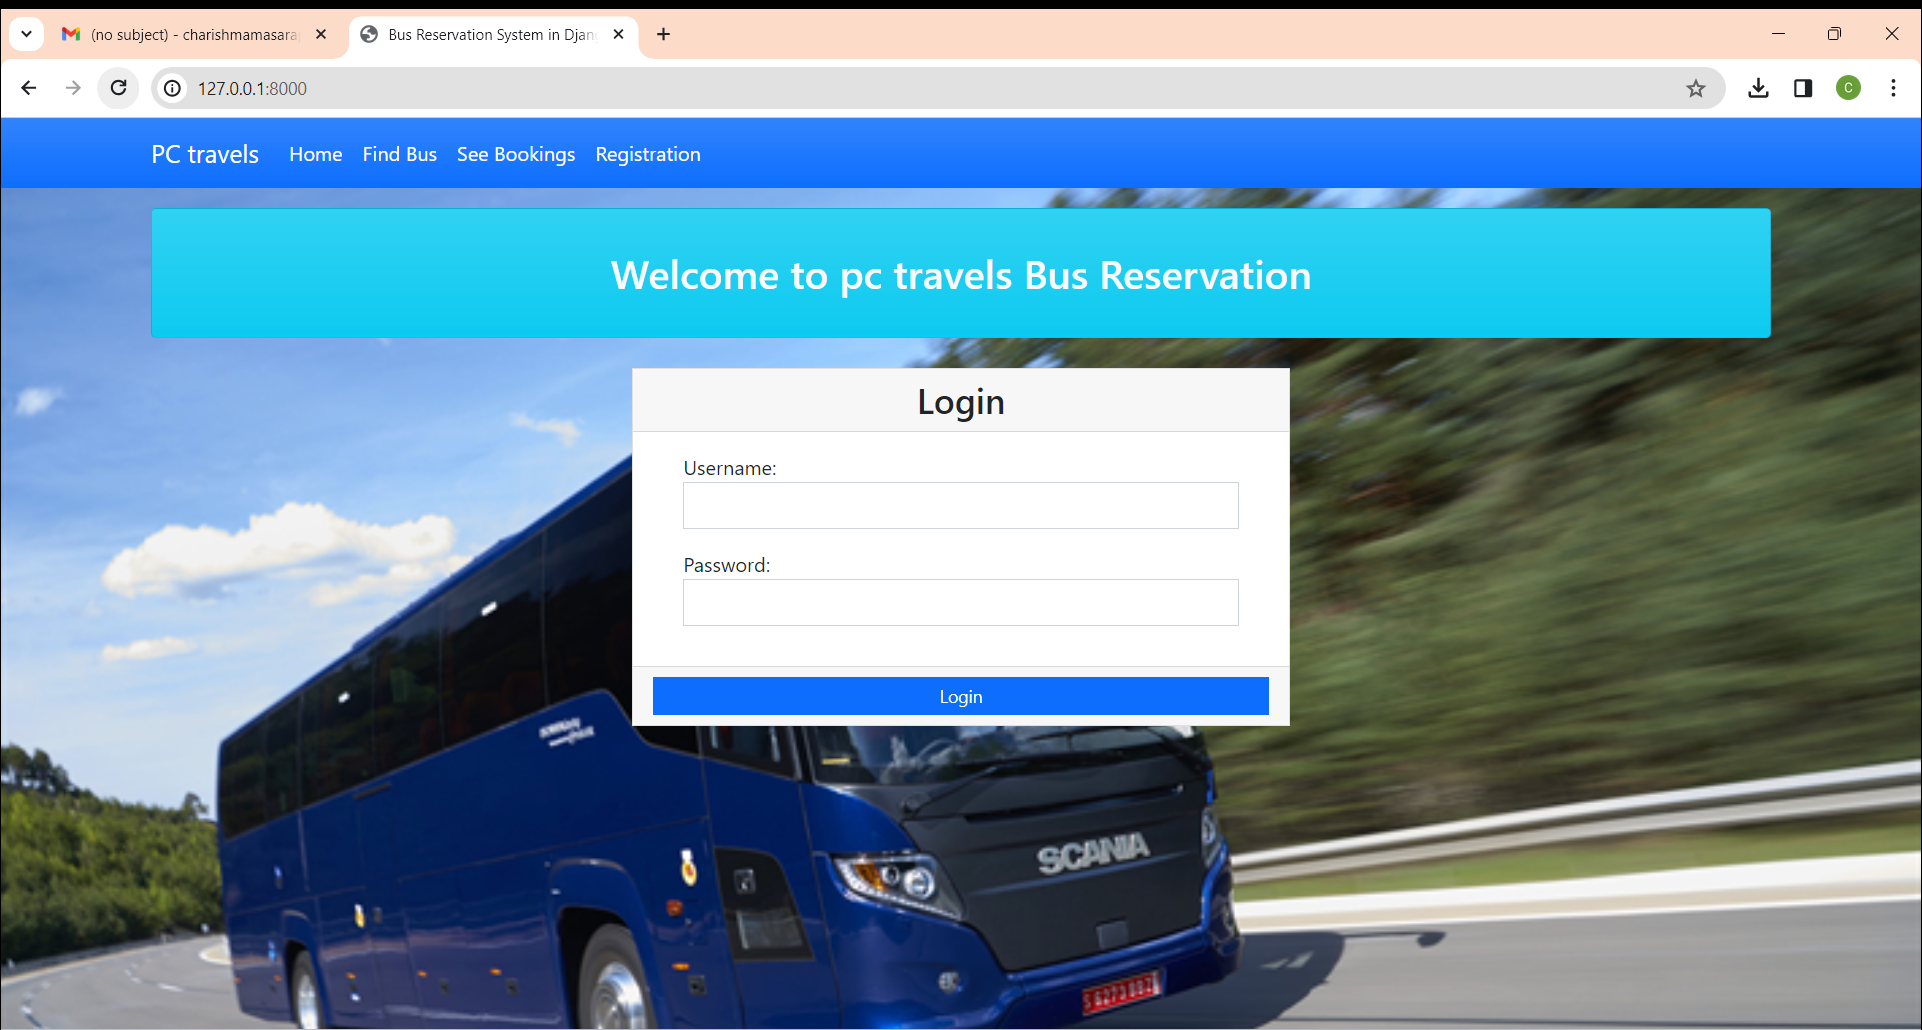 (no subject) - charishmamasara
Bus Reservation System in Djan
127.0.0.1:8000
C
PC travels
Home
Find Bus
See Bookings
Registration
Welcome to pc travels Bus Reservation
Login
Username:
Password:
Login
SCANIA